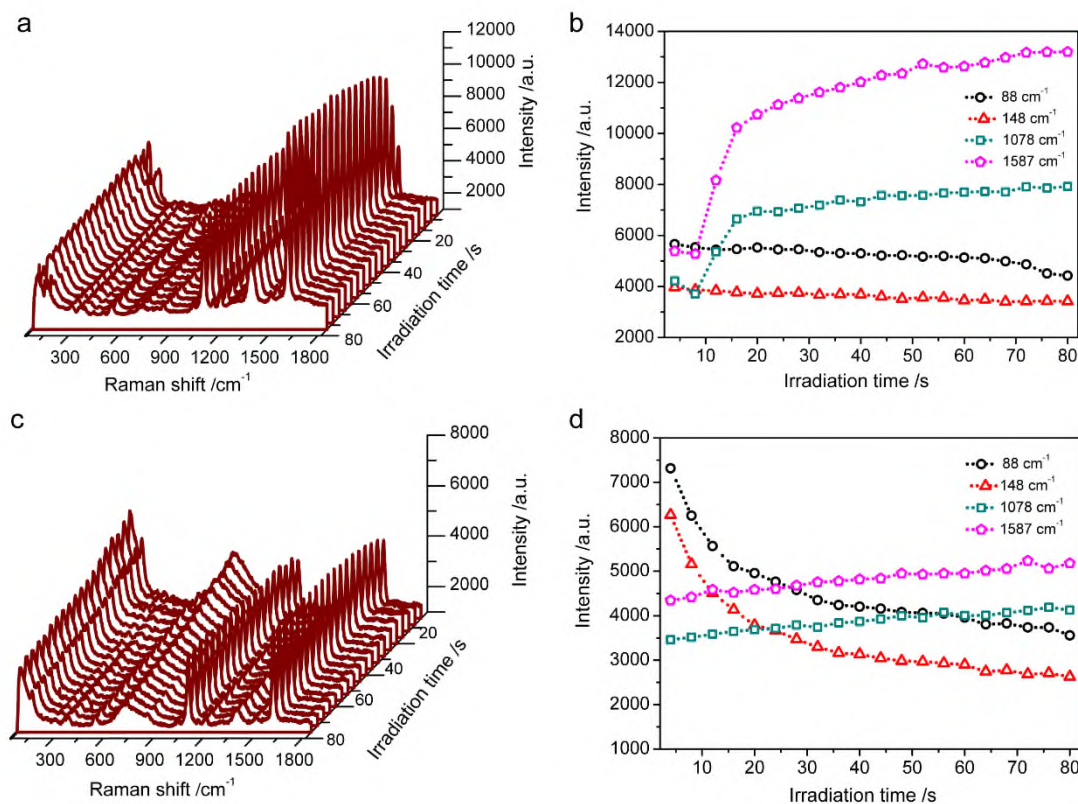 a
12000
10000
8000
6000
4000
2000
Intensity /a.u.
20
40
60
80
Irradiation time /s
300 600 900 1200 1500 1800
Raman shift /cm⁻¹
b
14000
12000
10000
8000
6000
4000
2000
Intensity /a.u.
88 cm⁻¹
148 cm⁻¹
1078 cm⁻¹
1587 cm⁻¹
10 20 30 40 50 60 70 80
Irradiation time /s
c
8000
6000
4000
2000
Intensity /a.u.
20
40
60
80
Irradiation time /s
300 600 900 1200 1500 1800
Raman shift /cm⁻¹
d
8000
7000
6000
5000
4000
3000
2000
1000
Intensity /a.u.
88 cm⁻¹
148 cm⁻¹
1078 cm⁻¹
1587 cm⁻¹
10 20 30 40 50 60 70 80
Irradiation time /s